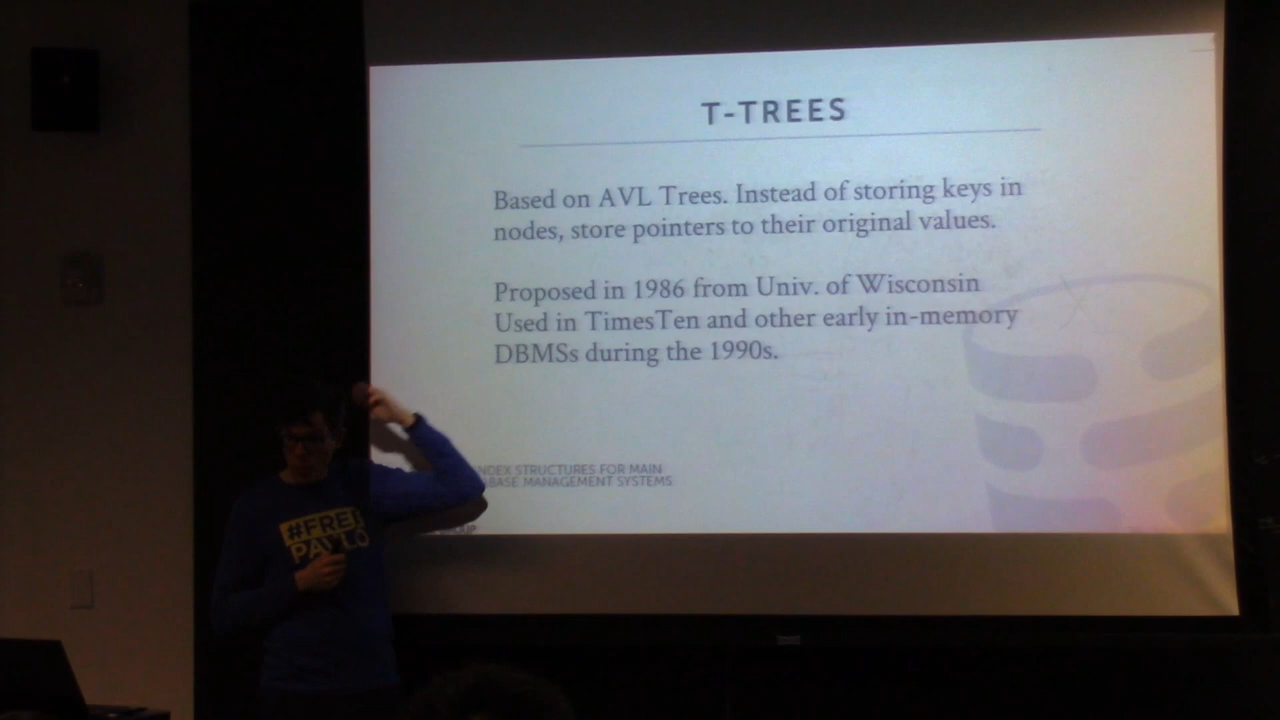 T-TREES
Based on AVL Trees. Instead of storing keys in
nodes, store pointers to their original values.
Proposed in 1986 from Univ. of Wisconsin
Used in TimesTen and other early in-memory
DBMSs during the 1990s.
NDEX STRUCTURES FOR MAIN
BASE MANAGEMENT SYSTEMS
#FREE
PAVLO